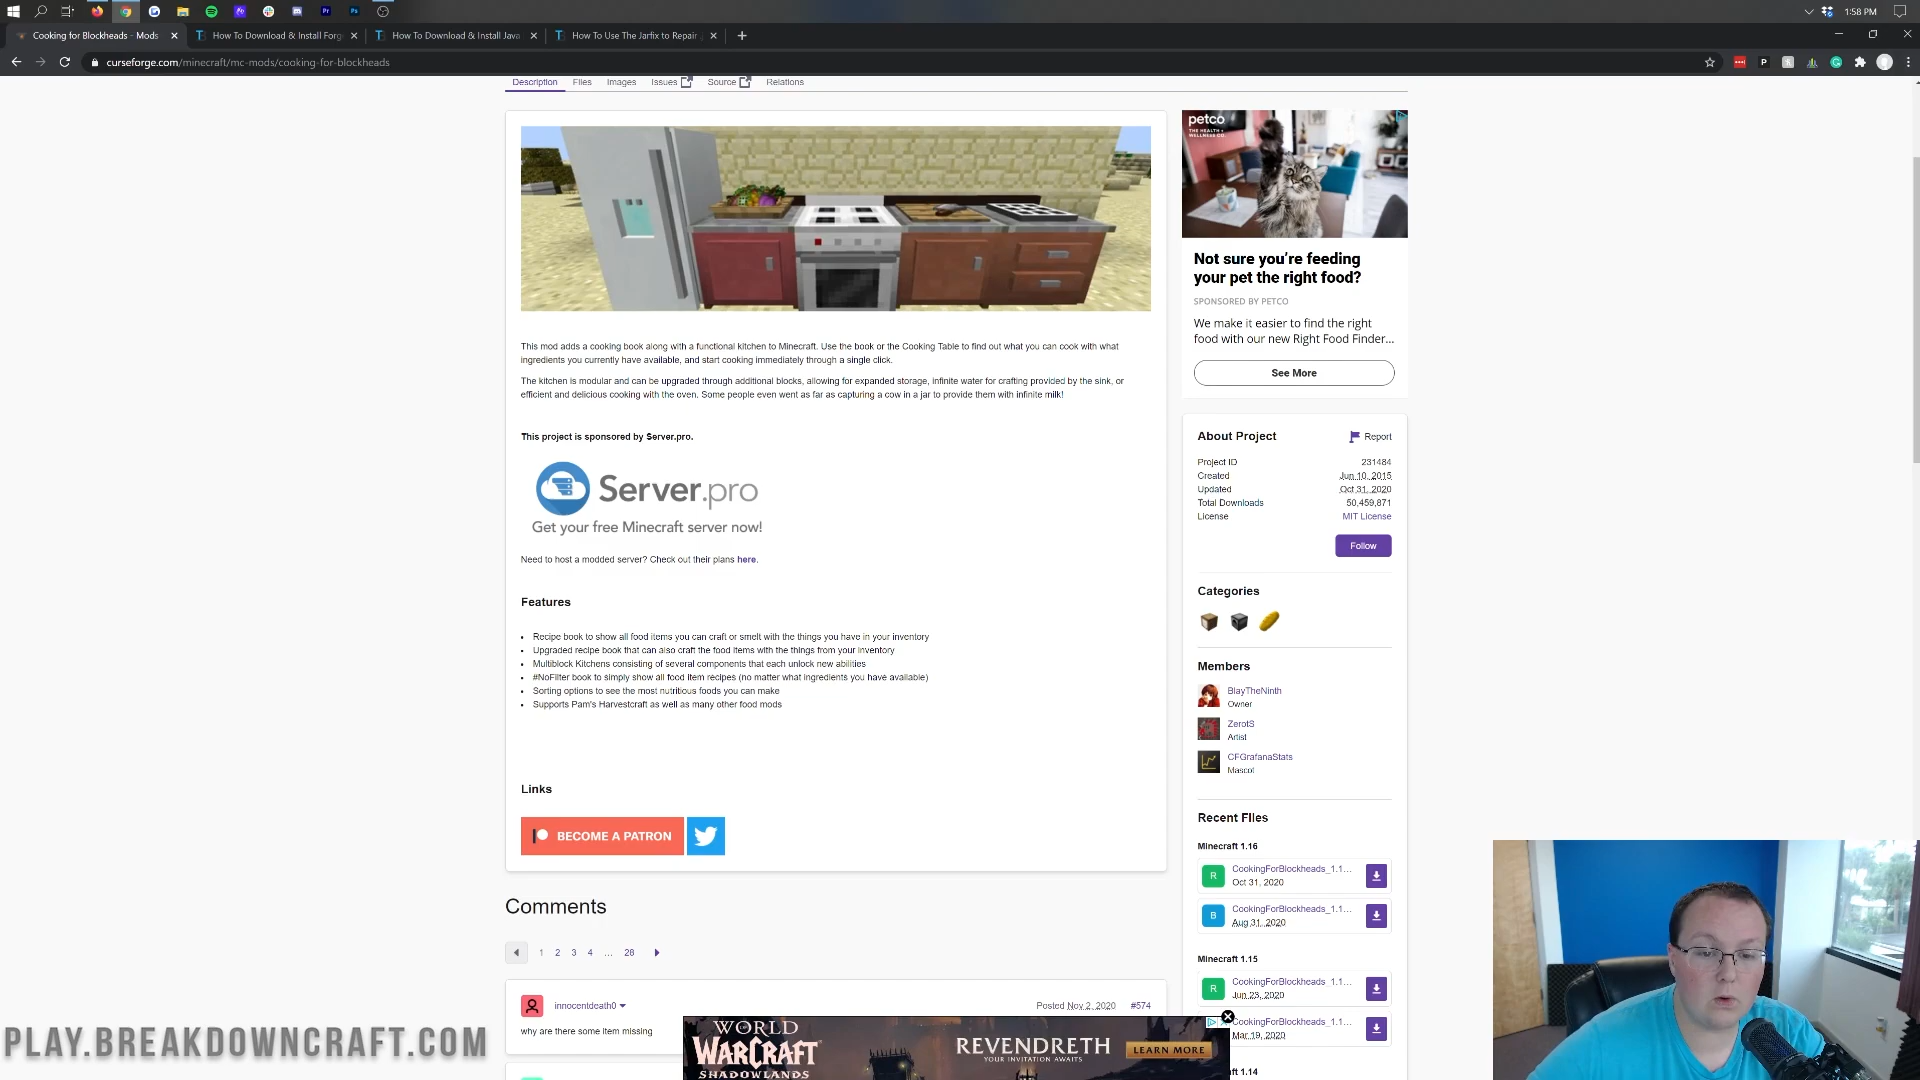 1:58 PM
Cooking for Blockheads - Mods
How To Download & Install Forg
How To Download & Install Java
How To Use The Jarfix to Repair
curseforge.com/minecraft/mc-mods/cooking-for-blockheads
Description Files Images Issues Source Relations
petco
THE HEALTH +
WELLNESS CO.
Not sure you're feeding
your pet the right food?
SPONSORED BY PETCO
We make it easier to find the right
food with our new Right Food Finder...
See More
This mod adds a cooking book along with a functional kitchen to Minecraft. Use the book or the Cooking Table to find out what you can cook with what
ingredients you currently have available, and start cooking immediately through a single click.
The kitchen is modular and can be upgraded through additional blocks, allowing for expanded storage, infinite water for crafting provided by the sink, or
efficient and delicious cooking with the oven. Some people even went as far as capturing a cow in a jar to provide them with infinite milk!
This project is sponsored by Server.pro.
Server.pro
Get your free Minecraft server now!
Need to host a modded server? Check out their plans here.
Features
• Recipe book to show all food items you can craft or smelt with the things you have in your inventory
• Upgraded recipe book that can also craft the food items with the things from your inventory
• Multiblock Kitchens consisting of several components that each unlock new abilities
• #NoFilter book to simply show all food item recipes (no matter what ingredients you have available)
• Sorting options to see the most nutritious foods you can make
• Supports Pam's Harvestcraft as well as many other food mods
Links
BECOME A PATRON
Comments
1 2 3 4 ... 28
innocentdeath0
Posted Nov 2, 2020 #574
why are there some item missing
About Project
Report
Project ID 231484
Created Jun 10, 2015
Updated Oct 31, 2020
Total Downloads 50,459,871
License MIT License
Follow
Categories
Members
BlayTheNinth
Owner
ZerotS
Artist
CFGrafanaStats
Mascot
Recent Files
Minecraft 1.16
R CookingForBlockheads_1.1...
Oct 31, 2020
B CookingForBlockheads_1.1...
Aug 31, 2020
Minecraft 1.15
R CookingForBlockheads_1.1...
Jun 23, 2020
CookingForBlockheads_1.1...
Mar 19, 2020
ft 1.14
WORLD
WARCRAFT
SHADOWLANDS
REVENDRETH
YOUR INVITATION AWAITS
LEARN MORE
PLAY.BREAKDOWNCRAFT.COM